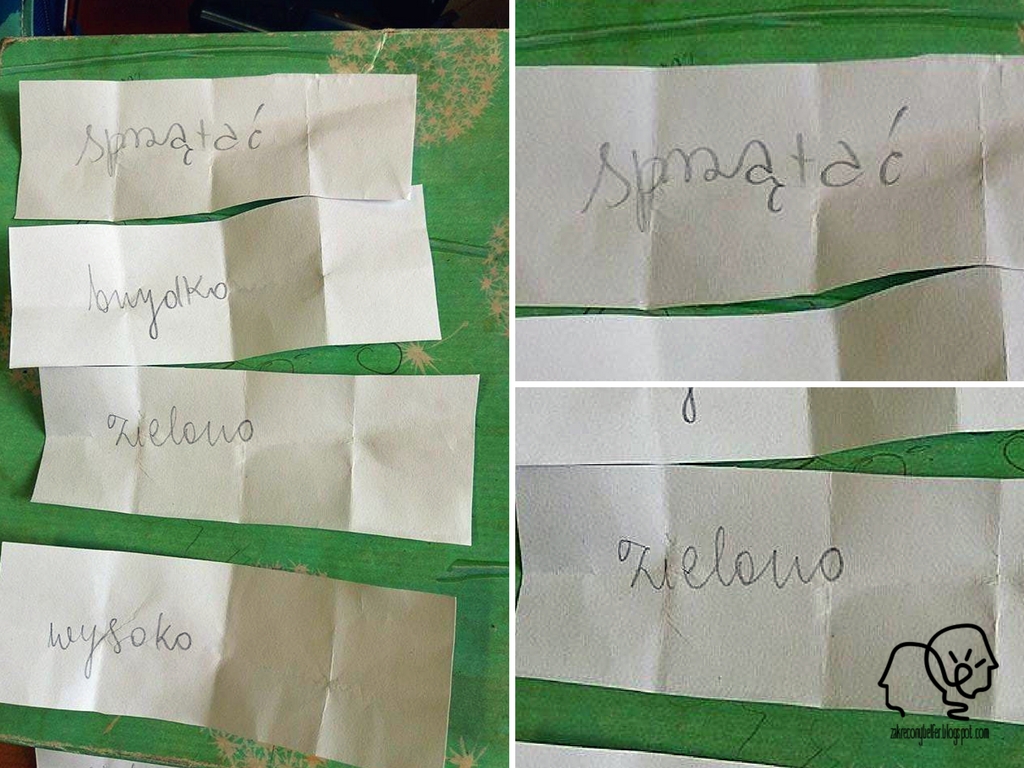 sprzątać
brzydko
zielono
wysoko
sprzątać
zielono
zakreconybelfer.blogspot.com